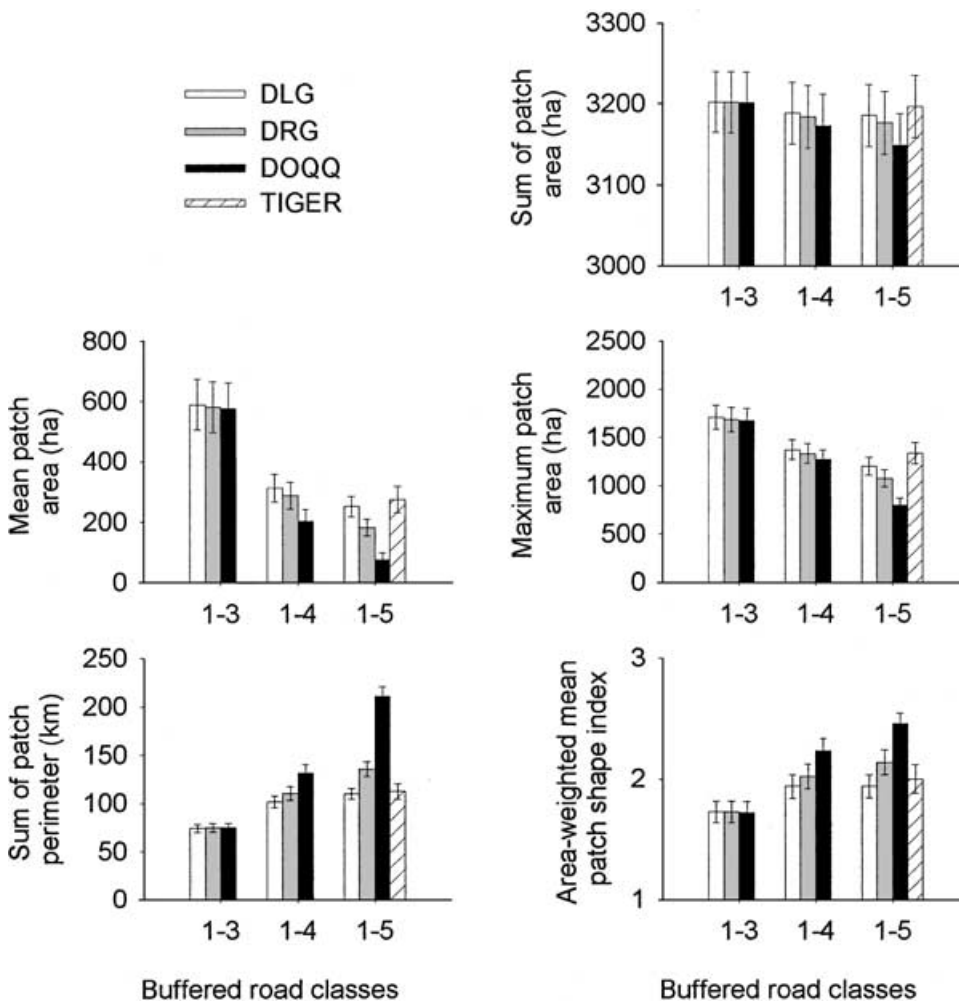 DLG
DRG
DOQQ
TIGER
Sum of patch
area (ha)
3300
3200
3100
3000
1-3
1-4
1-5
Mean patch
area (ha)
800
600
400
200
0
1-3
1-4
1-5
Maximum patch
area (ha)
2500
2000
1500
1000
500
0
1-3
1-4
1-5
Sum of patch
perimeter (km)
250
200
150
100
50
0
1-3
1-4
1-5
Buffered road classes
Area-weighted mean
patch shape index
3
2
1
1-3
1-4
1-5
Buffered road classes